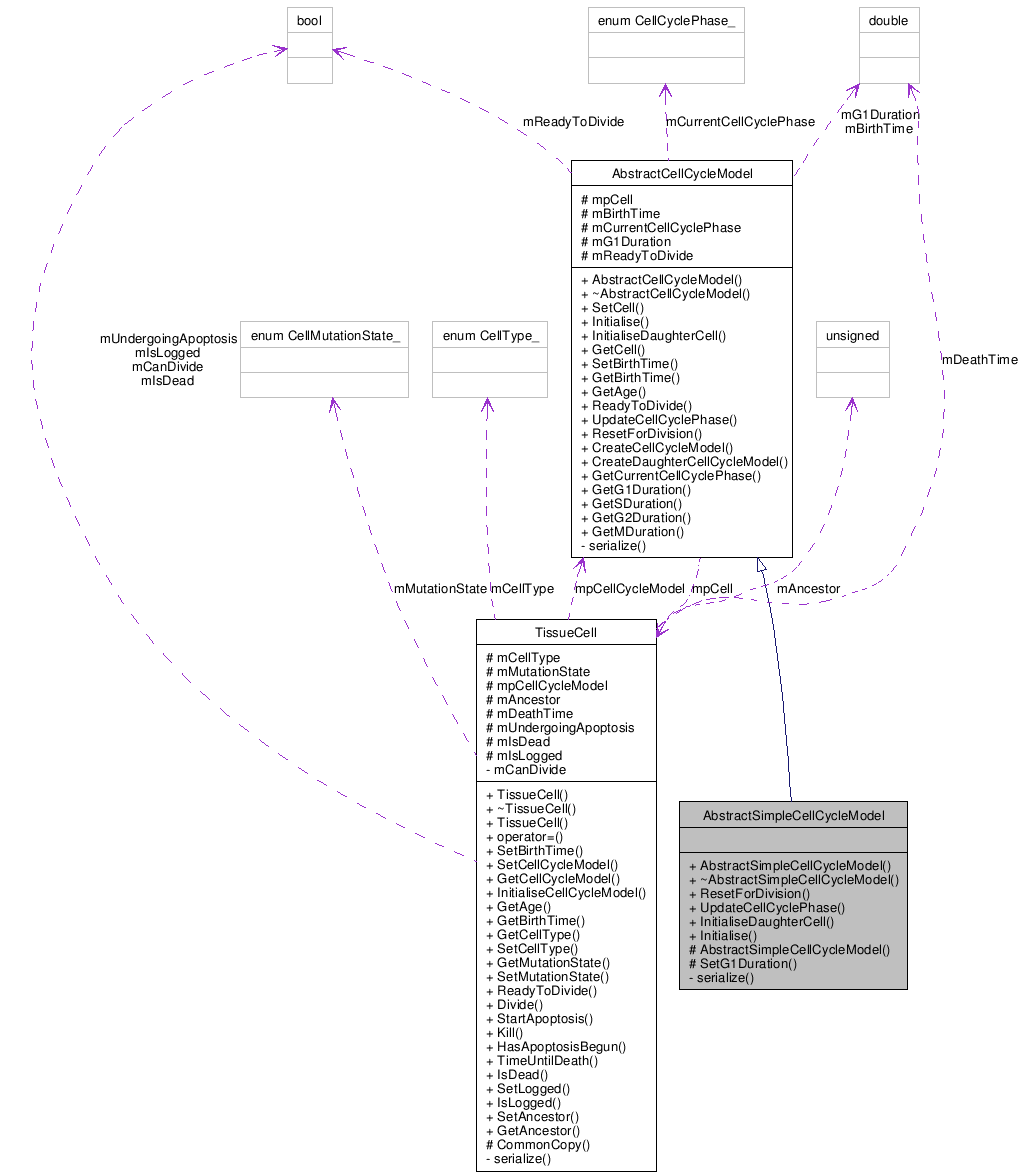 bool
enum CellCyclePhase_
double
mReadyToDivide
mCurrentCellCyclePhase
mG1Duration
mBirthTime
AbstractCellCycleModel
# mpCell
# mBirthTime
# mCurrentCellCyclePhase
# mG1Duration
# mReadyToDivide
+ AbstractCellCycleModel()
+ ~AbstractCellCycleModel()
+ SetCell()
+ Initialise()
+ InitialiseDaughterCell()
+ GetCell()
+ SetBirthTime()
+ GetBirthTime()
+ GetAge()
+ ReadyToDivide()
+ UpdateCellCyclePhase()
+ ResetForDivision()
+ CreateCellCycleModel()
+ CreateDaughterCellCycleModel()
+ GetCurrentCellCyclePhase()
+ GetG1Duration()
+ GetSDuration()
+ GetG2Duration()
+ GetMDuration()
- serialize()
mUndergoingApoptosis
mIsLogged
mCanDivide
mIsDead
enum CellMutationState_
enum CellType_
unsigned
mDeathTime
mMutationState
mCellType
mpCellCycleModel
mpCell
mAncestor
TissueCell
# mCellType
# mMutationState
# mpCellCycleModel
# mAncestor
# mDeathTime
# mUndergoingApoptosis
# mIsDead
# mIsLogged
- mCanDivide
+ TissueCell()
+ ~TissueCell()
+ TissueCell()
+ operator=()
+ SetBirthTime()
+ SetCellCycleModel()
+ GetCellCycleModel()
+ InitialiseCellCycleModel()
+ GetAge()
+ GetBirthTime()
+ GetCellType()
+ SetCellType()
+ GetMutationState()
+ SetMutationState()
+ ReadyToDivide()
+ Divide()
+ StartApoptosis()
+ Kill()
+ HasApoptosisBegun()
+ TimeUntilDeath()
+ IsDead()
+ SetLogged()
+ IsLogged()
+ SetAncestor()
+ GetAncestor()
# CommonCopy()
- serialize()
AbstractSimpleCellCycleModel
+ AbstractSimpleCellCycleModel()
+ ~AbstractSimpleCellCycleModel()
+ ResetForDivision()
+ UpdateCellCyclePhase()
+ InitialiseDaughterCell()
+ Initialise()
# AbstractSimpleCellCycleModel()
# SetG1Duration()
- serialize()